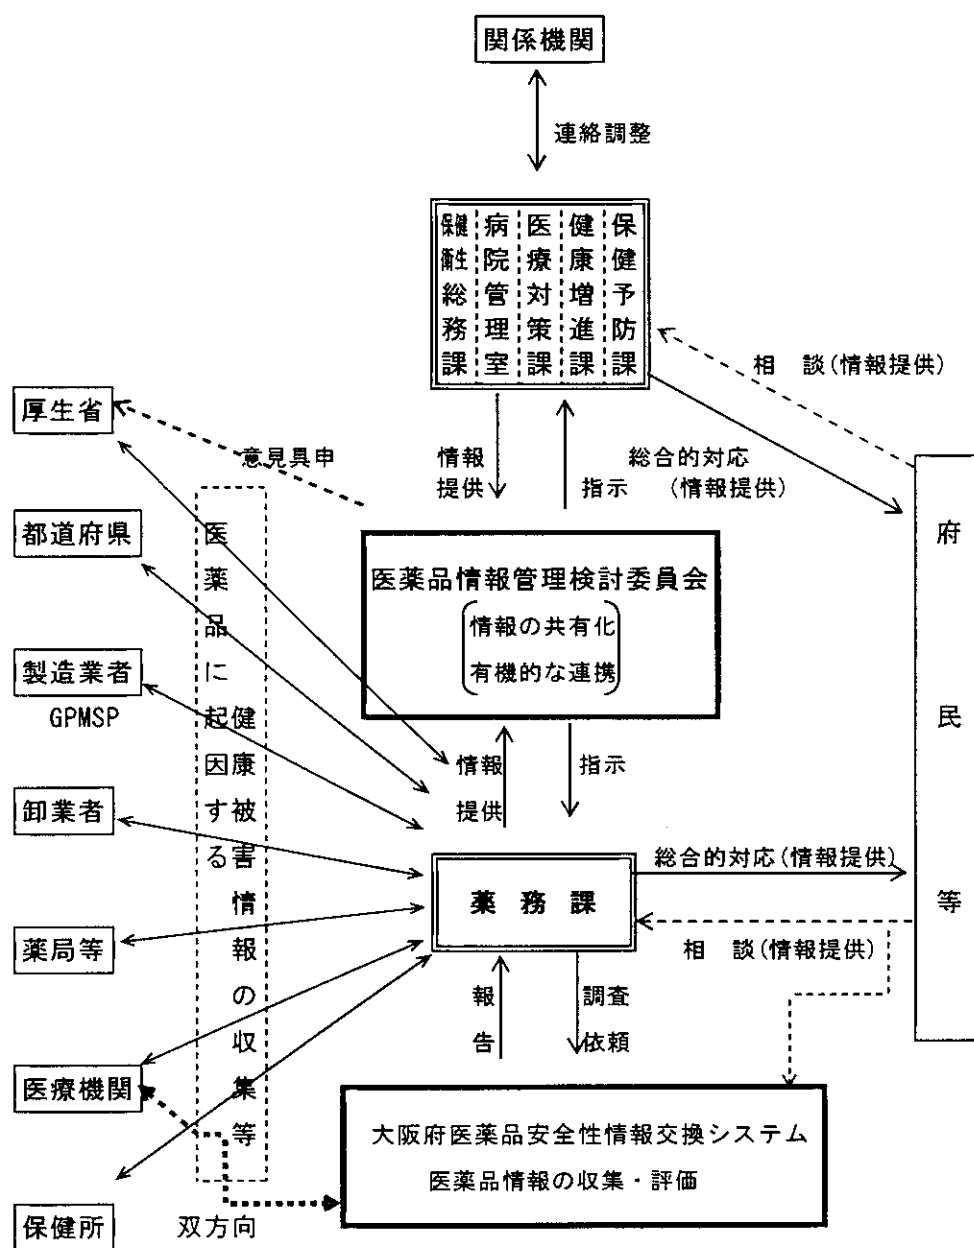 関係機関
連絡調整
保健衛生総務課
病院管理室
医療対策課
健康増進課
保健予防課
相　談(情報提供)
厚生省
意見具申
情報
提供
指示
総合的対応
(情報提供)
府民等
都道府県
医薬品に起因する
健康被害情報の収集等
医薬品情報管理検討委員会
情報の共有化
有機的な連携
製造業者
GPMSP
情報
提供
指示
卸業者
総合的対応(情報提供)
薬　務　課
薬局等
相　談(情報提供)
報告
調査
依頼
医療機関
大阪府医薬品安全性情報交換システム
医薬品情報の収集・評価
保健所
双方向